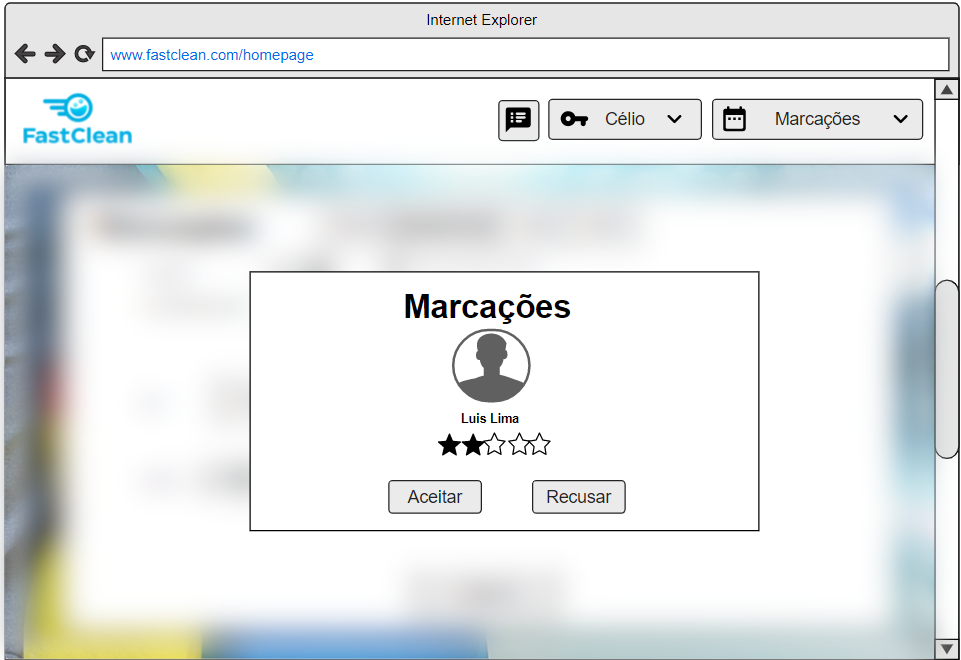 Internet Explorer
www.fastclean.com/homepage
FastClean
Célio
Marcações
Marcações
Luis Lima
Aceitar
Recusar